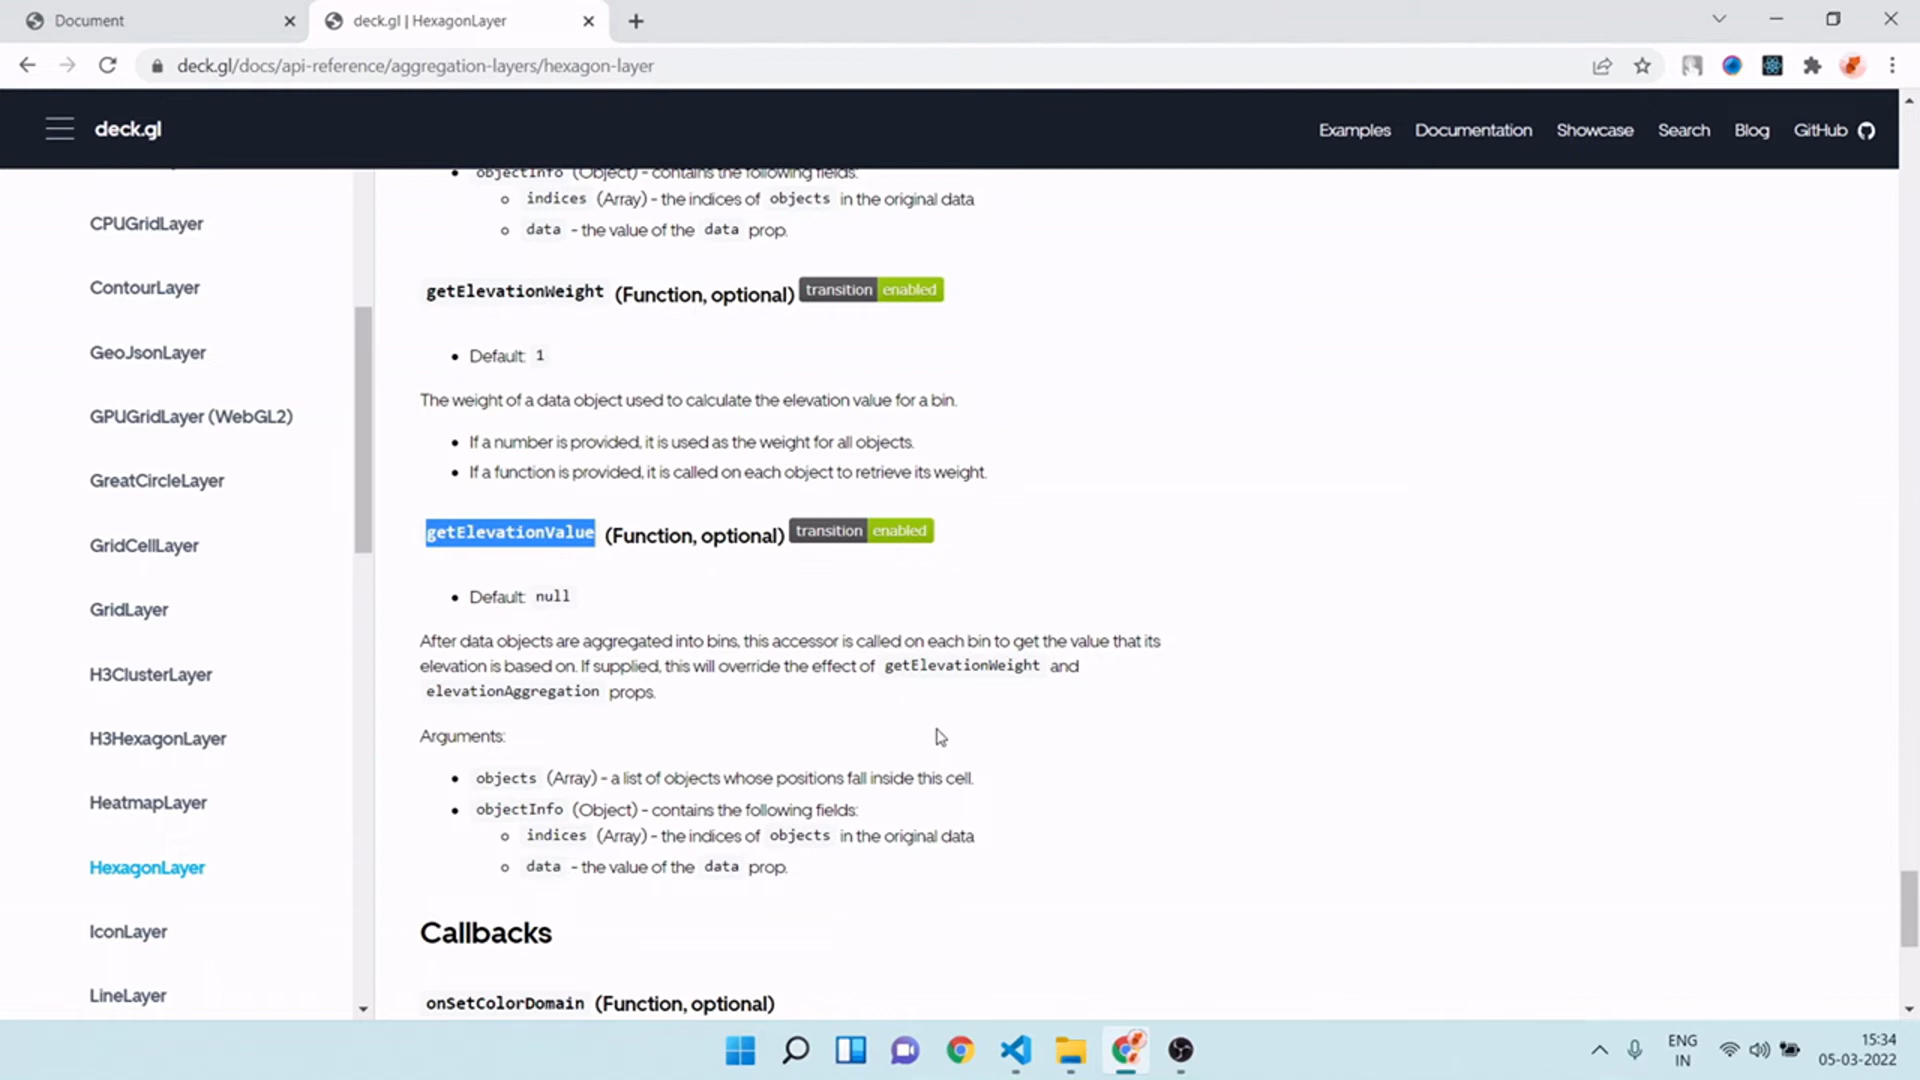 Document
deck.gl | HexagonLayer
deck.gl/docs/api-reference/aggregation-layers/hexagon-layer
deck.gl
Examples Documentation Showcase Search Blog GitHub
CPUGridLayer
ContourLayer
GeoJsonLayer
GPUGridLayer (WebGL2)
GreatCircleLayer
GridCellLayer
GridLayer
H3ClusterLayer
H3HexagonLayer
HeatmapLayer
HexagonLayer
IconLayer
LineLayer
objectInfo (Object) - contains the following fields:
indices (Array) - the indices of objects in the original data
data - the value of the data prop.
getElevationWeight (Function, optional) transition enabled
Default: 1
The weight of a data object used to calculate the elevation value for a bin.
If a number is provided, it is used as the weight for all objects.
If a function is provided, it is called on each object to retrieve its weight.
getElevationValue (Function, optional) transition enabled
Default: null
After data objects are aggregated into bins, this accessor is called on each bin to get the value that its
elevation is based on. If supplied, this will override the effect of getElevationWeight and
elevationAggregation props.
Arguments:
objects (Array) - a list of objects whose positions fall inside this cell.
objectInfo (Object) - contains the following fields:
indices (Array) - the indices of objects in the original data
data - the value of the data prop.
Callbacks
onSetColorDomain (Function, optional)
ENG
IN
15:34
05-03-2022